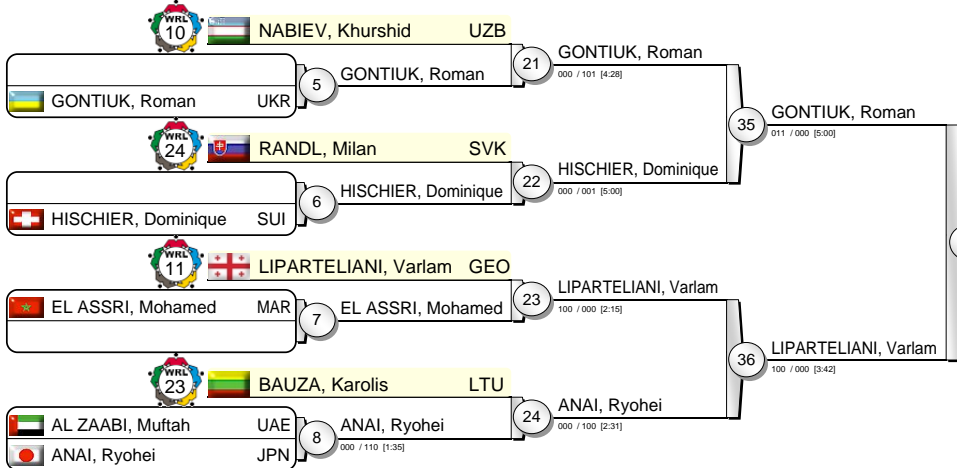 WRL
10
NABIEV, Khurshid UZB
GONTIUK, Roman UKR
5
GONTIUK, Roman
21
GONTIUK, Roman
000 / 101 [4:28]
WRL
24
RANDL, Milan SVK
HISCHIER, Dominique SUI
6
HISCHIER, Dominique
22
HISCHIER, Dominique
000 / 001 [5:00]
35
GONTIUK, Roman
011 / 000 [5:00]
WRL
11
LIPARTELIANI, Varlam GEO
EL ASSRI, Mohamed MAR
7
EL ASSRI, Mohamed
23
LIPARTELIANI, Varlam
100 / 000 [2:15]
WRL
23
BAUZA, Karolis LTU
AL ZAABI, Muftah UAE
ANAI, Ryohei JPN
8
ANAI, Ryohei
000 / 110 [1:35]
24
ANAI, Ryohei
000 / 100 [2:31]
36
LIPARTELIANI, Varlam
100 / 000 [3:42]